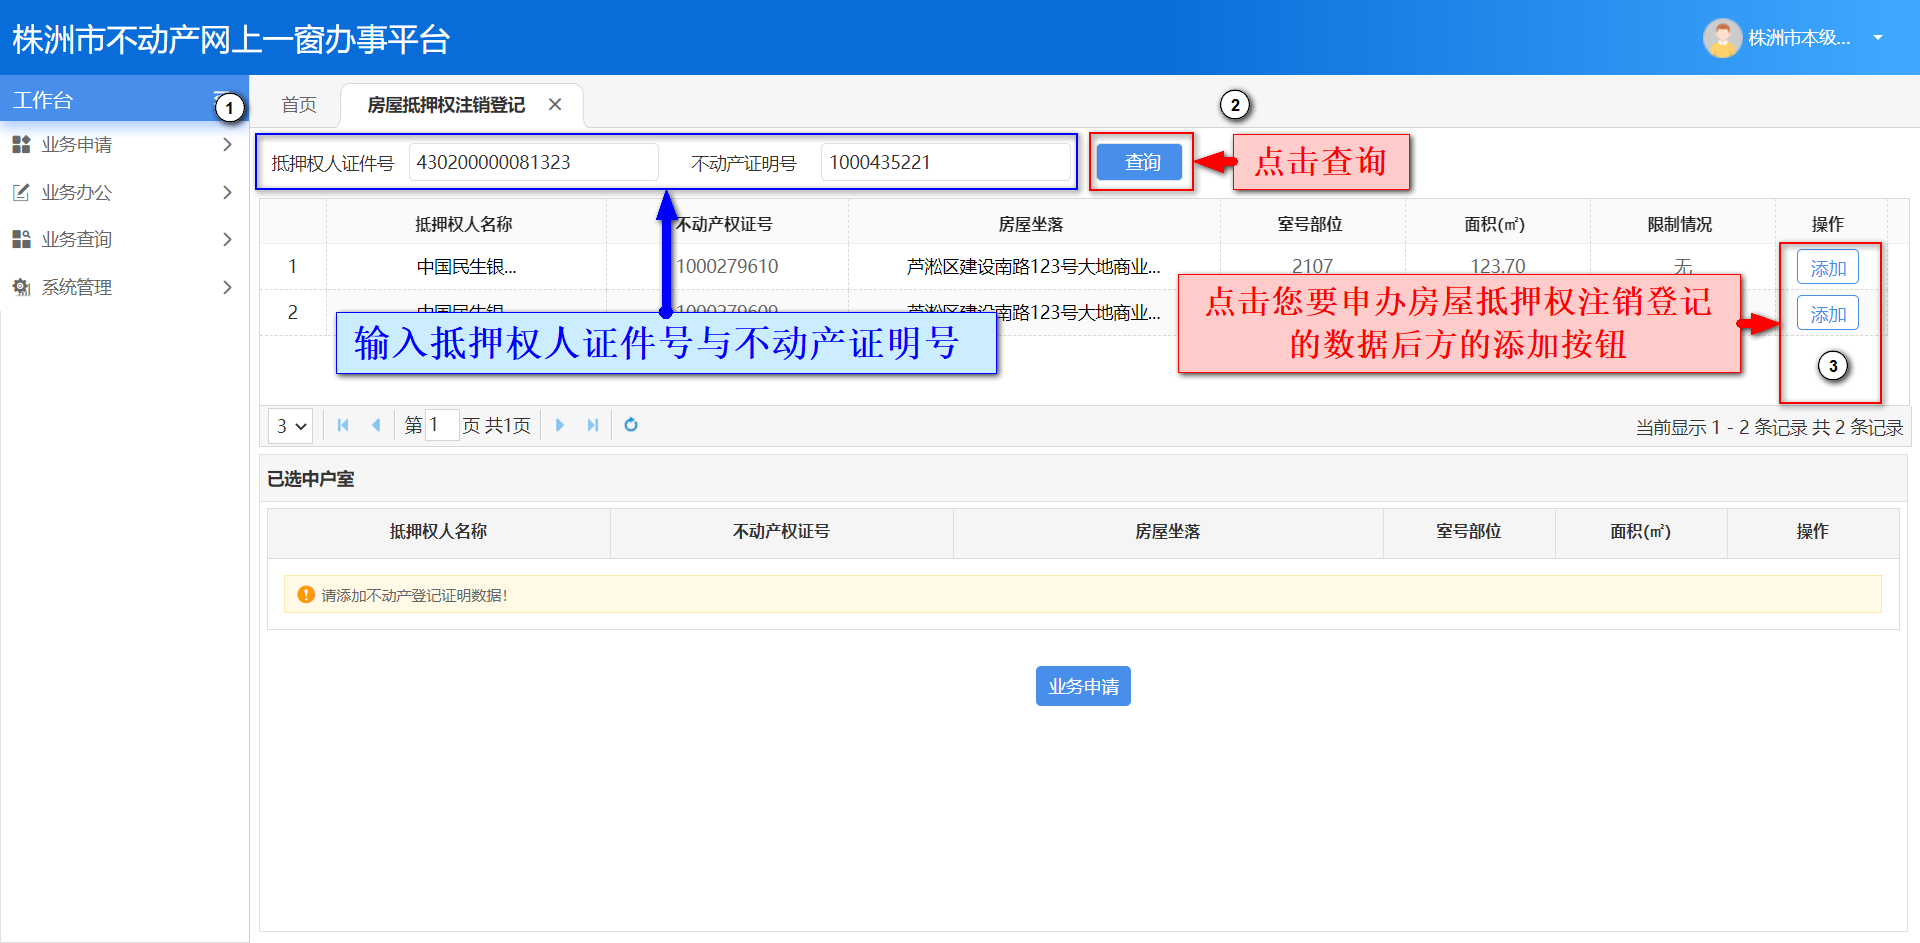 株洲市不动产网上一窗办事平台
株洲市本级...
工作台
1
首页
房屋抵押权注销登记
2
业务申请
业务办公
业务查询
系统管理
抵押权人证件号 430200000081323 不动产证明号 1000435221 查询
点击查询
抵押权人名称 不动产权证号 房屋坐落 室号部位 面积(㎡) 限制情况 操作
1 中国民生银... 1000279610 芦淞区建设南路123号大地商业... 2107 123.70 无 添加
2 中国民生银 1000279609 芦淞区建设南路123号大地商业... 添加
输入抵押权人证件号与不动产证明号
点击您要申办房屋抵押权注销登记
的数据后方的添加按钮
3
3 第 1 页 共1页
当前显示 1 - 2 条记录 共 2 条记录
已选中户室
抵押权人名称 不动产权证号 房屋坐落 室号部位 面积(㎡) 操作
请添加不动产登记证明数据!
业务申请